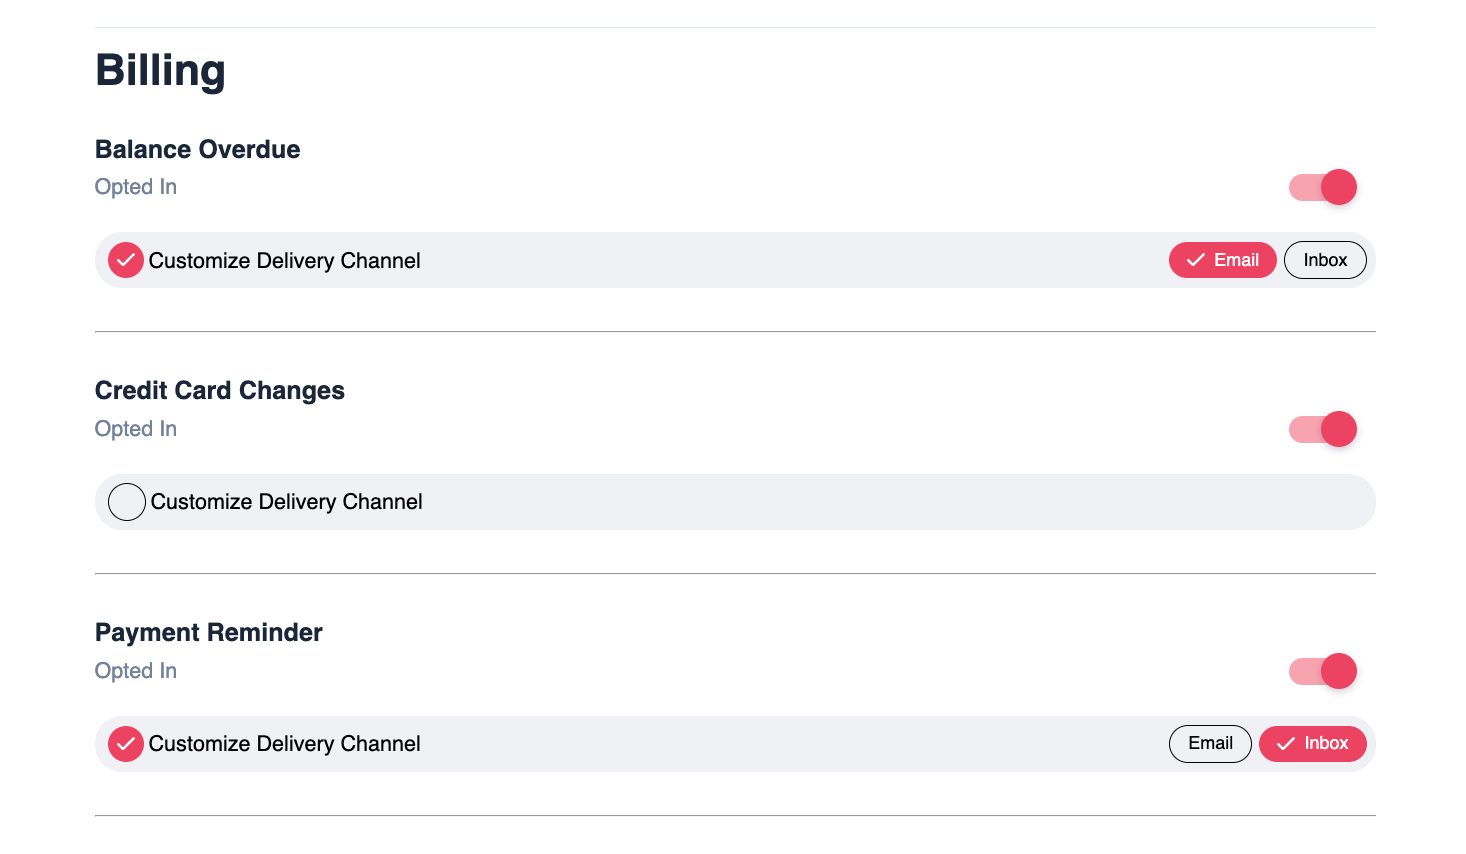 Billing
Balance Overdue
Opted In
Customize Delivery Channel
Email
Inbox
Credit Card Changes
Opted In
Customize Delivery Channel
Payment Reminder
Opted In
Customize Delivery Channel
Email
Inbox